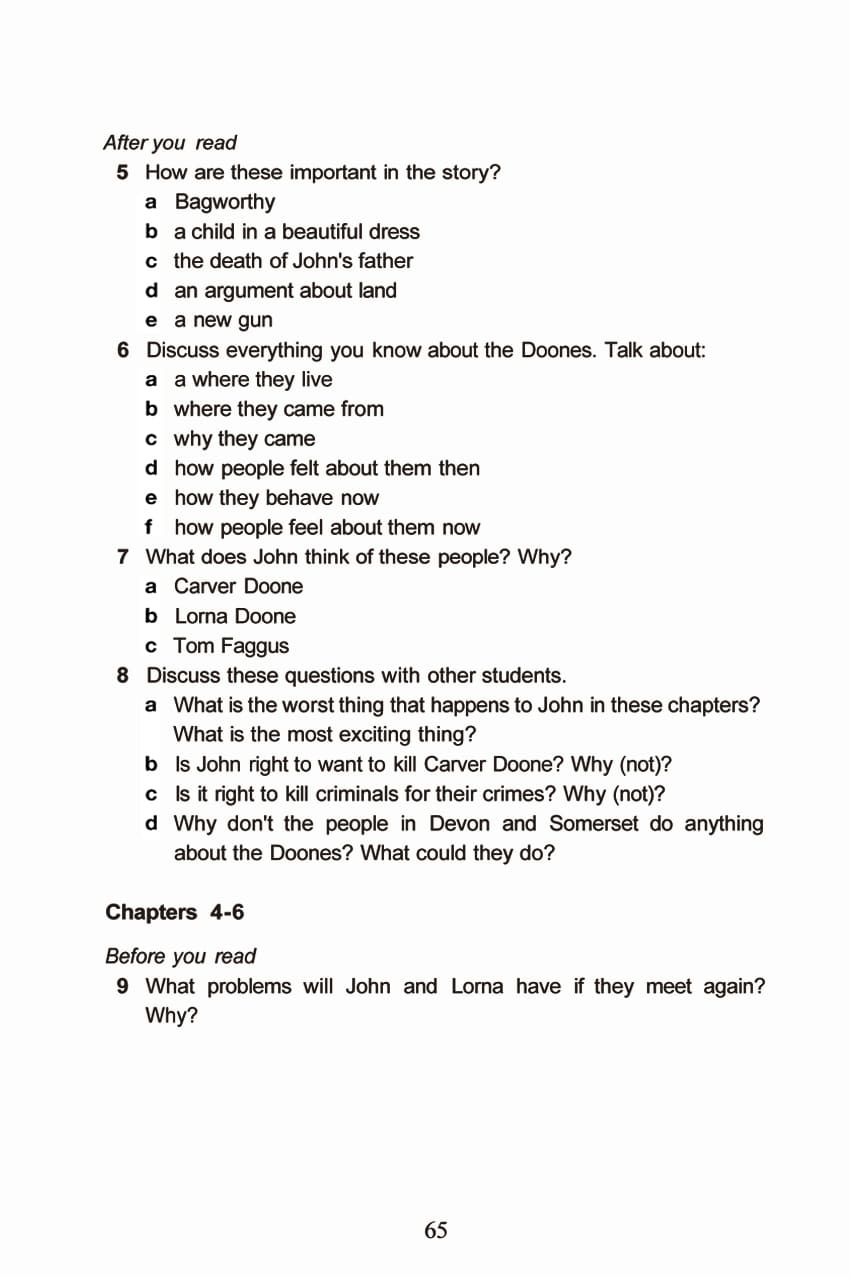 After you read
5 How are these important in the story?
a Bagworthy
b a child in a beautiful dress
c the death of John's father
d an argument about land
e a new gun
6 Discuss everything you know about the Doones. Talk about:
a a where they live
b where they came from
c why they came
d how people felt about them then
e how they behave now
f how people feel about them now
7 What does John think of these people? Why?
a Carver Doone
b Lorna Doone
c Tom Faggus
8 Discuss these questions with other students.
a What is the worst thing that happens to John in these chapters?
What is the most exciting thing?
b Is John right to want to kill Carver Doone? Why (not)?
c Is it right to kill criminals for their crimes? Why (not)?
d Why don't the people in Devon and Somerset do anything
about the Doones? What could they do?
Chapters 4-6
Before you read
9 What problems will John and Lorna have if they meet again?
Why?
65